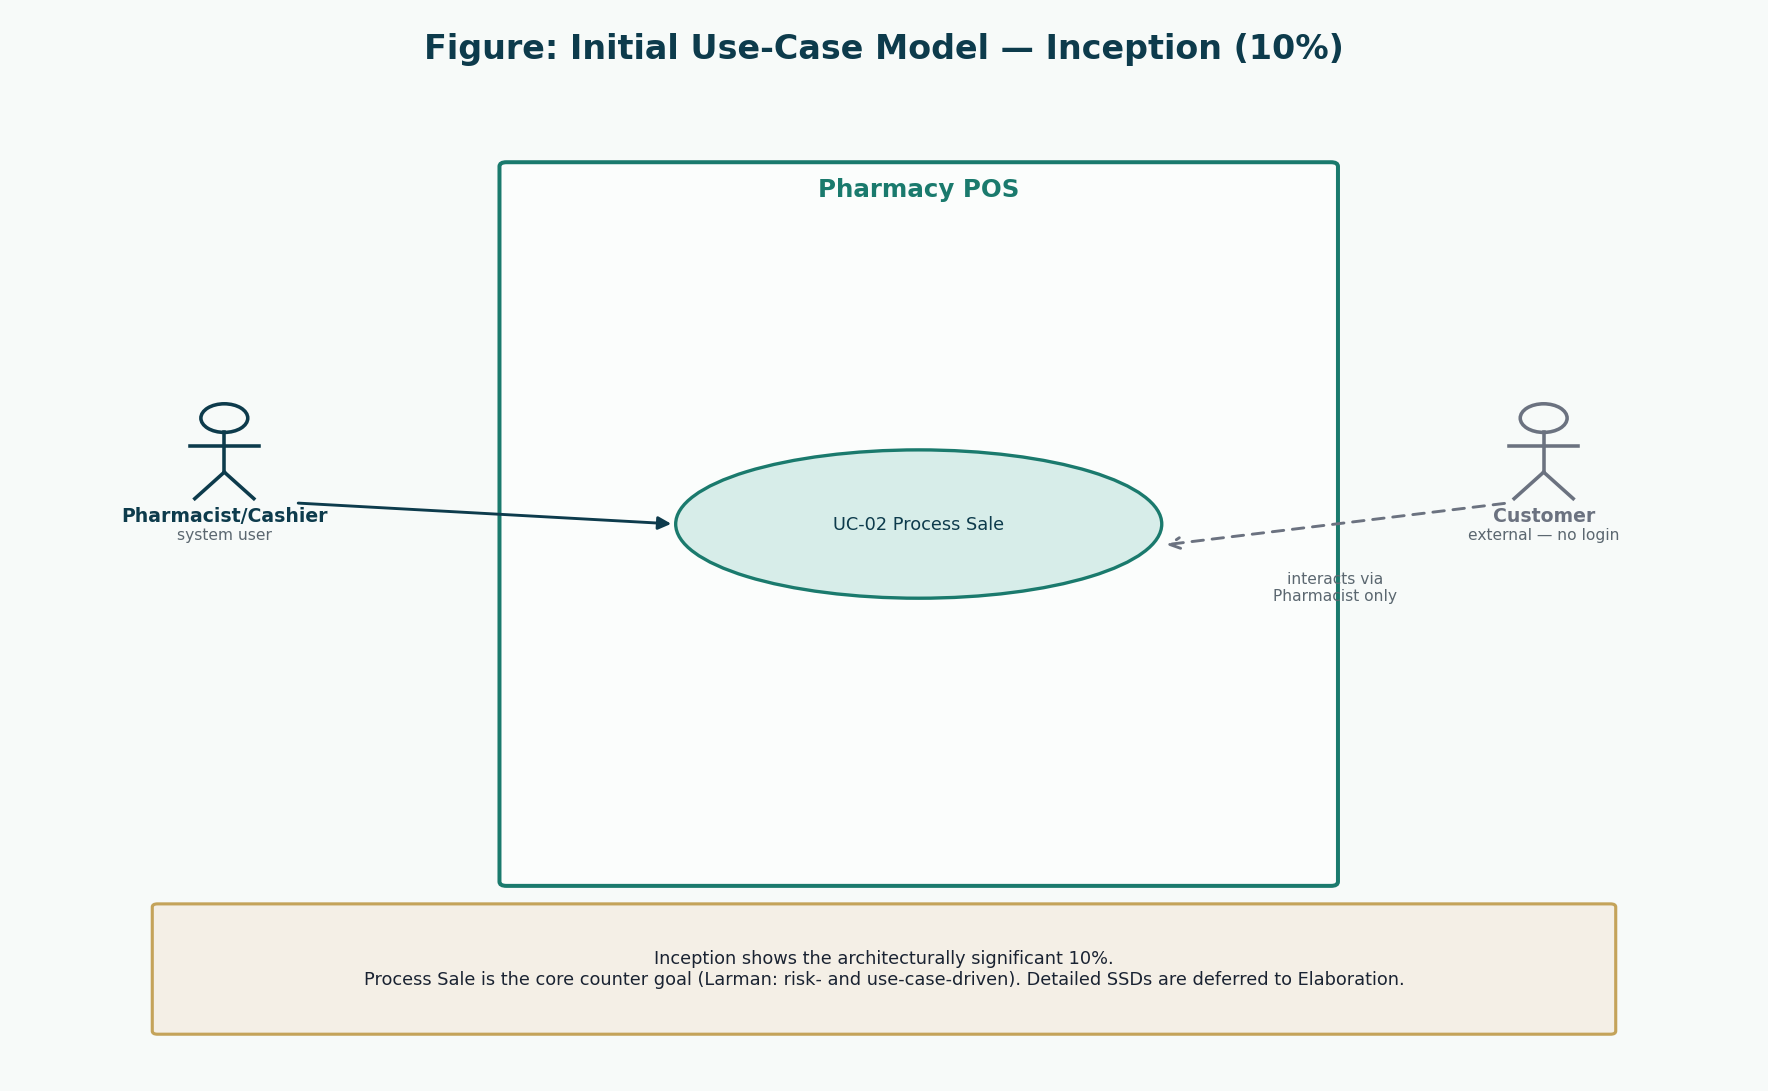 Figure: Initial Use-Case Model — Inception (10%)
Pharmacy POS
Pharmacist/Cashier
system user
UC-02 Process Sale
Customer
external — no login
interacts via
Pharmacist only
Inception shows the architecturally significant 10%.
Process Sale is the core counter goal (Larman: risk- and use-case-driven). Detailed SSDs are deferred to Elaboration.